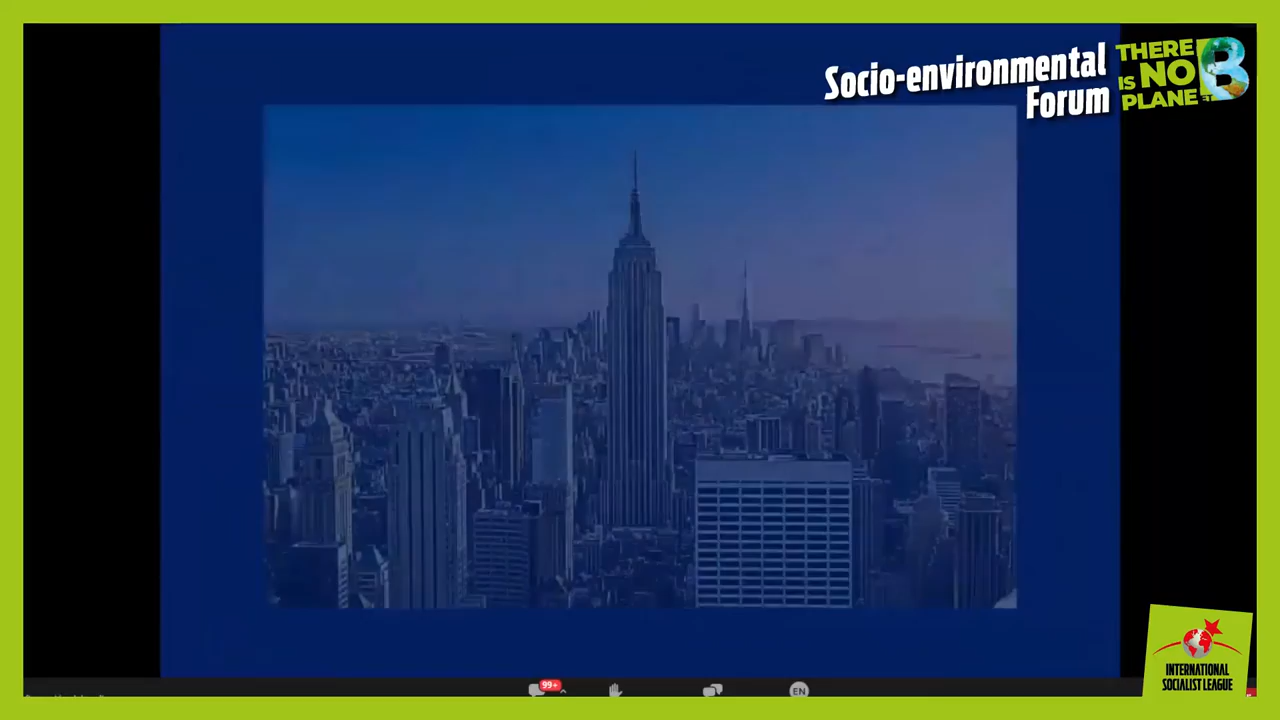 Socio-environmental
Forum
THERE
IS NO
PLANET
B
99+
EN
INTERNATIONAL
SOCIALIST LEAGUE